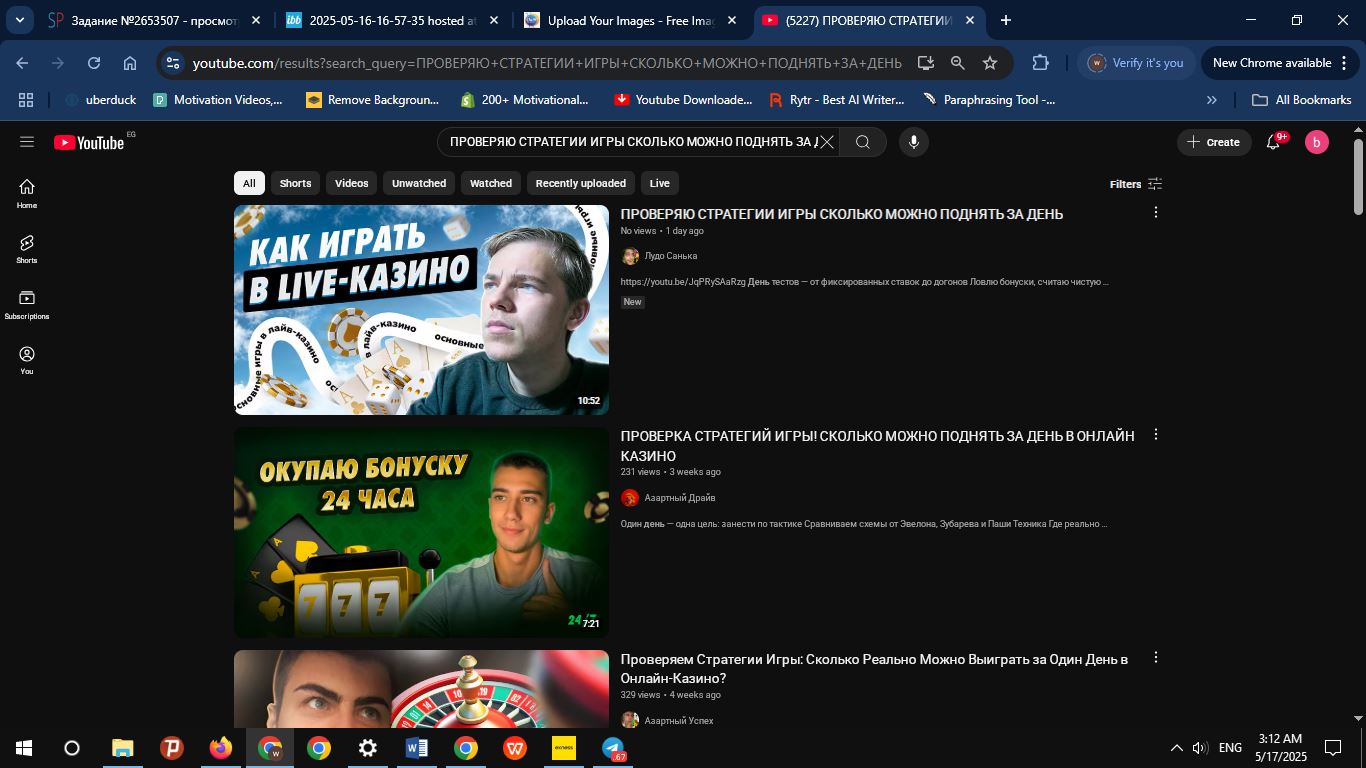 Задание №2653507 - просмот
2025-05-16-16-57-35 hosted at
Upload Your Images - Free Imag
(5227) ПРОВЕРЯЮ СТРАТЕГИИ
youtube.com/results?search_query=ПРОВЕРЯЮ+СТРАТЕГИИ+ИГРЫ+СКОЛЬКО+МОЖНО+ПОДНЯТЬ+ЗА+ДЕНЬ
Verify it's you
New Chrome available
uberduck
Motivation Videos,...
Remove Backgroun...
200+ Motivational...
Youtube Downloade...
Rytr - Best AI Writer...
Paraphrasing Tool -...
All Bookmarks
YouTube EG
ПРОВЕРЯЮ СТРАТЕГИИ ИГРЫ СКОЛЬКО МОЖНО ПОДНЯТЬ ЗА Д
Create
9+
b
Home
Shorts
Subscriptions
You
All
Shorts
Videos
Unwatched
Watched
Recently uploaded
Live
Filters
КАК ИГРАТЬ
В LIVE-КАЗИНО
основные игры в лайв-казино
в лайв-казино
основные
10:52
ПРОВЕРЯЮ СТРАТЕГИИ ИГРЫ СКОЛЬКО МОЖНО ПОДНЯТЬ ЗА ДЕНЬ
No views • 1 day ago
Лудо Санька
https://youtu.be/JqPRySAaRzg День тестов — от фиксированных ставок до догонов Ловлю бонуски, считаю чистую ...
New
ОКУПАЮ БОНУСКУ
24 ЧАСА
7 7 7
24/7
7:21
ПРОВЕРКА СТРАТЕГИЙ ИГРЫ! СКОЛЬКО МОЖНО ПОДНЯТЬ ЗА ДЕНЬ В ОНЛАЙН
КАЗИНО
231 views • 3 weeks ago
Азартный Драйв
Один день — одна цель: занести по тактике Сравниваем схемы от Эвелона, Зубарева и Паши Техника Где реально ...
Проверяем Стратегии Игры: Сколько Реально Можно Выиграть за Один День в
Онлайн-Казино?
329 views • 4 weeks ago
Азартный Успех
exness
67
ENG
3:12 AM
5/17/2025